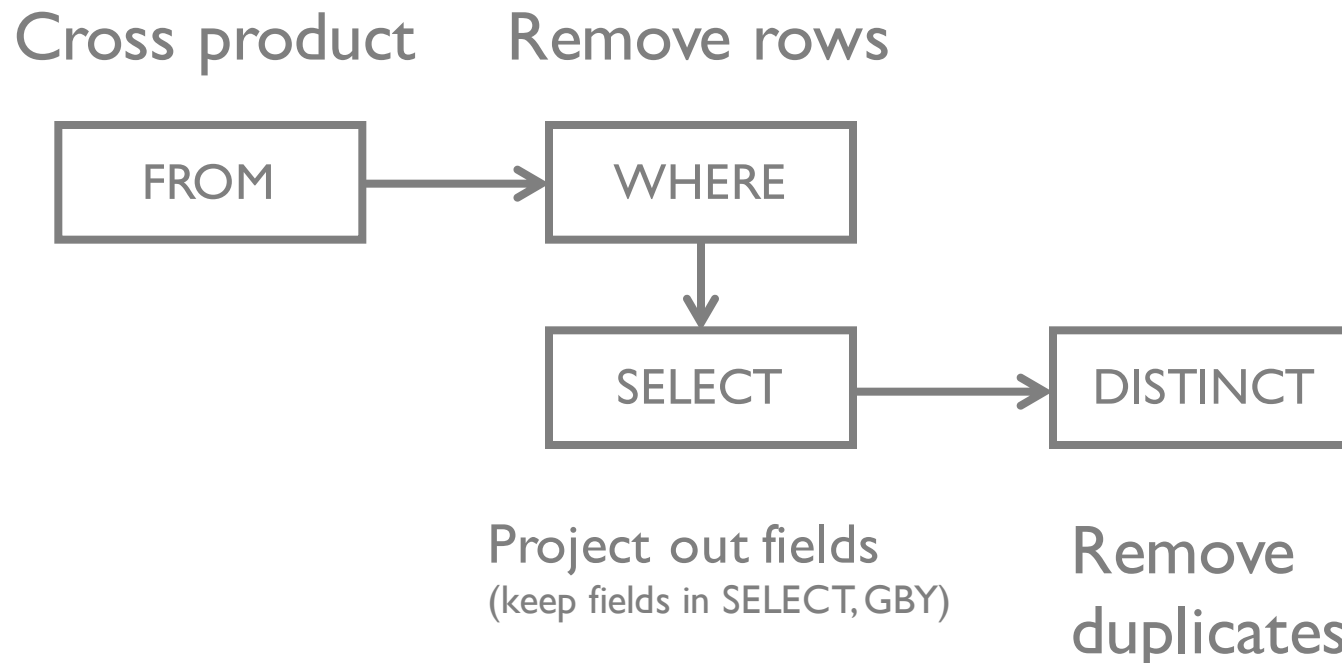 Cross product
Remove rows
FROM
WHERE
SELECT
DISTINCT
Project out fields
(keep fields in SELECT, GBY)
Remove
duplicates